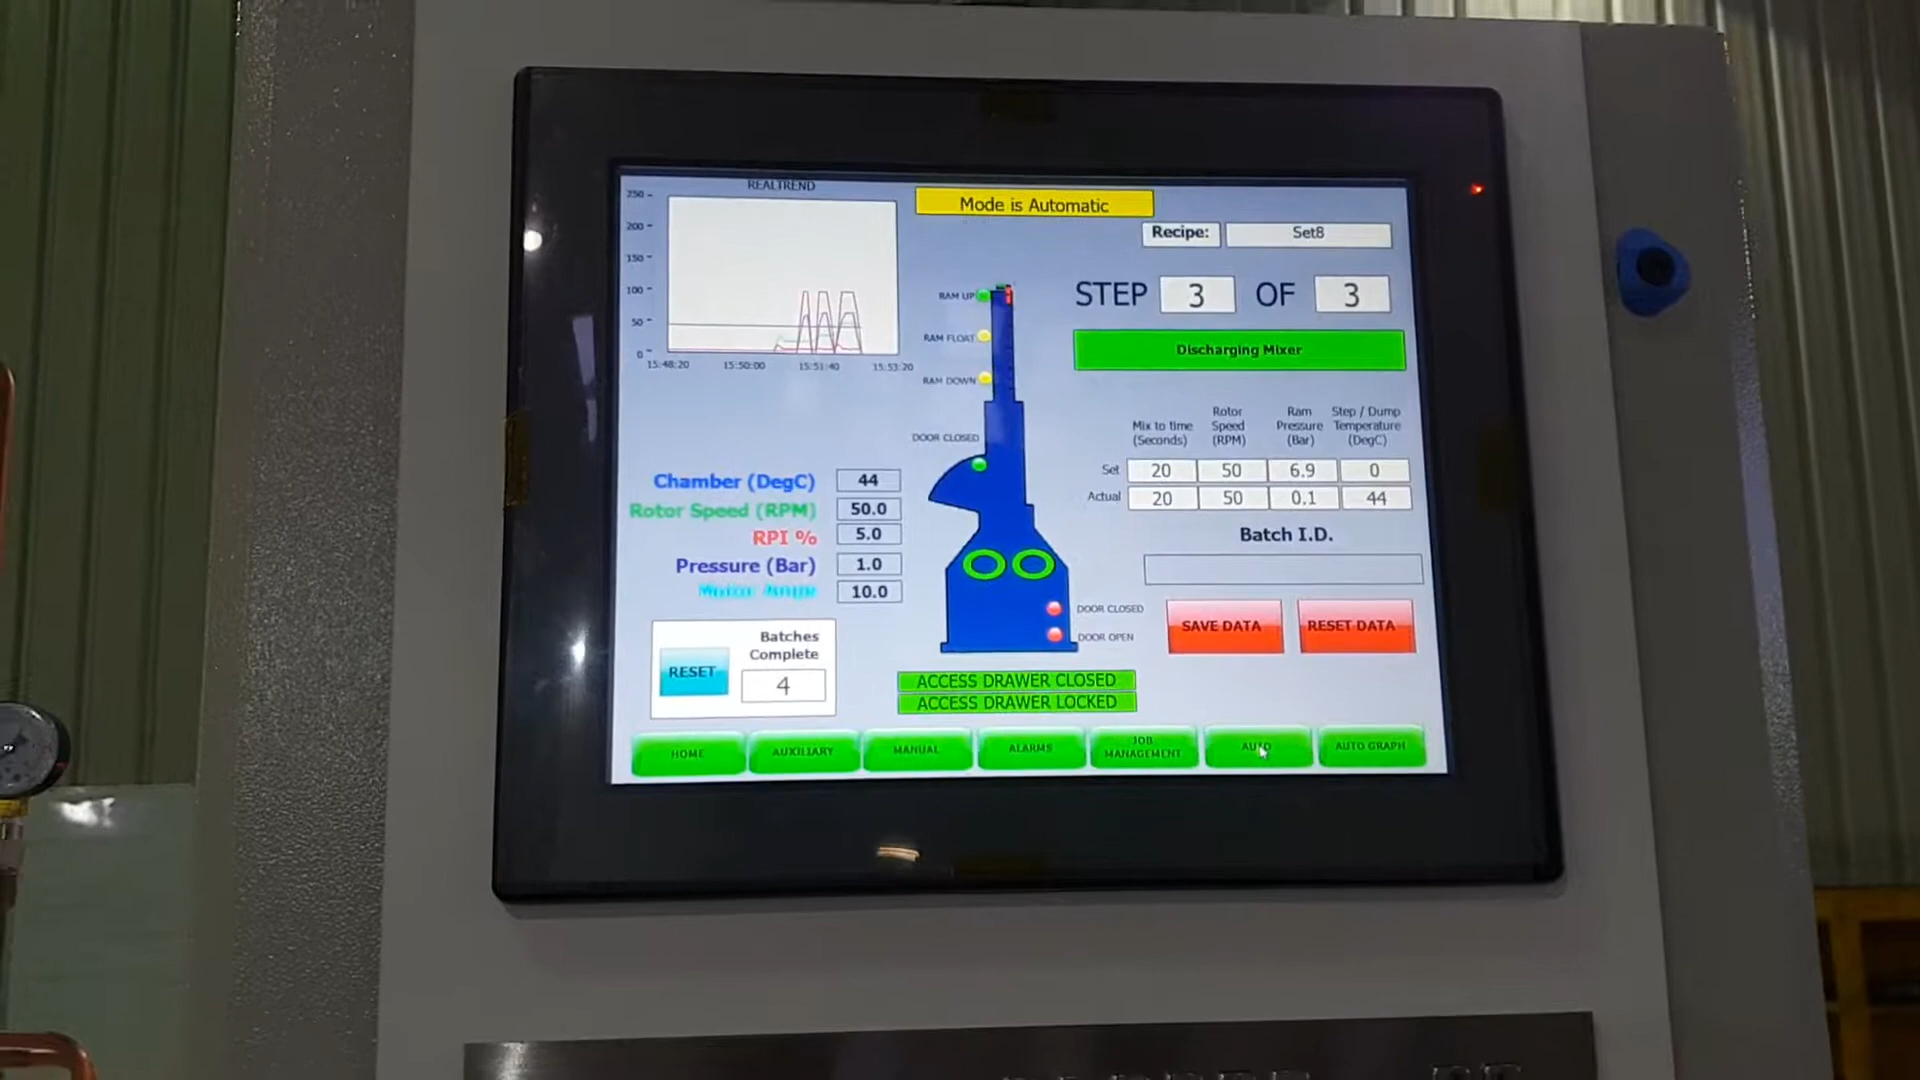 REALTREND
250
200
150
100
50
0
15:48:20 15:50:00 15:51:40 15:53:20
Mode is Automatic
Recipe: Set8
STEP 3 OF 3
Discharging Mixer
RAM UP
RAM FLOAT
RAM DOWN
DOOR CLOSED
Mix to time (Seconds) Rotor Speed (RPM) Ram Pressure (Bar) Step / Dump Temperature (DegC)
Set 20 50 6.9 0
Actual 20 50 0.1 44
Chamber (DegC) 44
Rotor Speed (RPM) 50.0
RPI % 5.0
Pressure (Bar) 1.0
Motor Amps 10.0
Batch I.D.
DOOR CLOSED
DOOR OPEN
SAVE DATA RESET DATA
Batches
Complete
RESET 4
ACCESS DRAWER CLOSED
ACCESS DRAWER LOCKED
HOME AUXILIARY MANUAL ALARMS JOB MANAGEMENT AUTO AUTO GRAPH